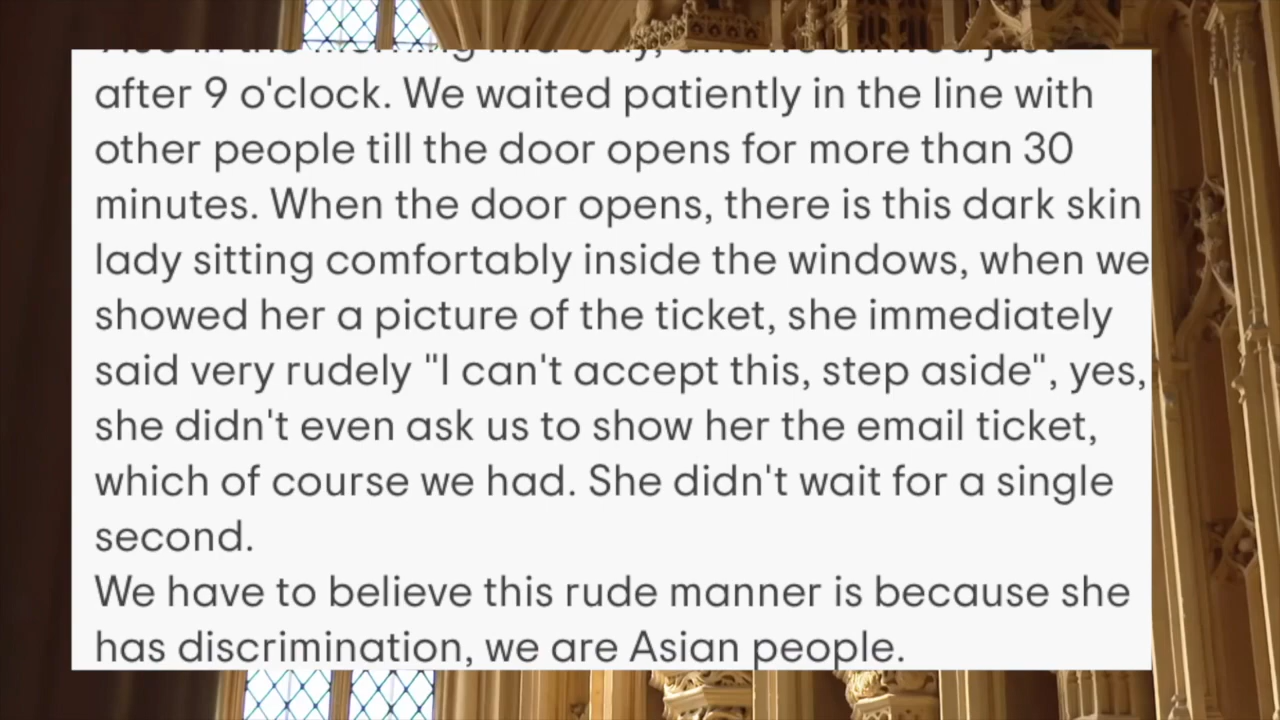 after 9 o'clock. We waited patiently in the line with
other people till the door opens for more than 30
minutes. When the door opens, there is this dark skin
lady sitting comfortably inside the windows, when we
showed her a picture of the ticket, she immediately
said very rudely "I can't accept this, step aside", yes,
she didn't even ask us to show her the email ticket,
which of course we had. She didn't wait for a single
second.
We have to believe this rude manner is because she
has discrimination, we are Asian people.